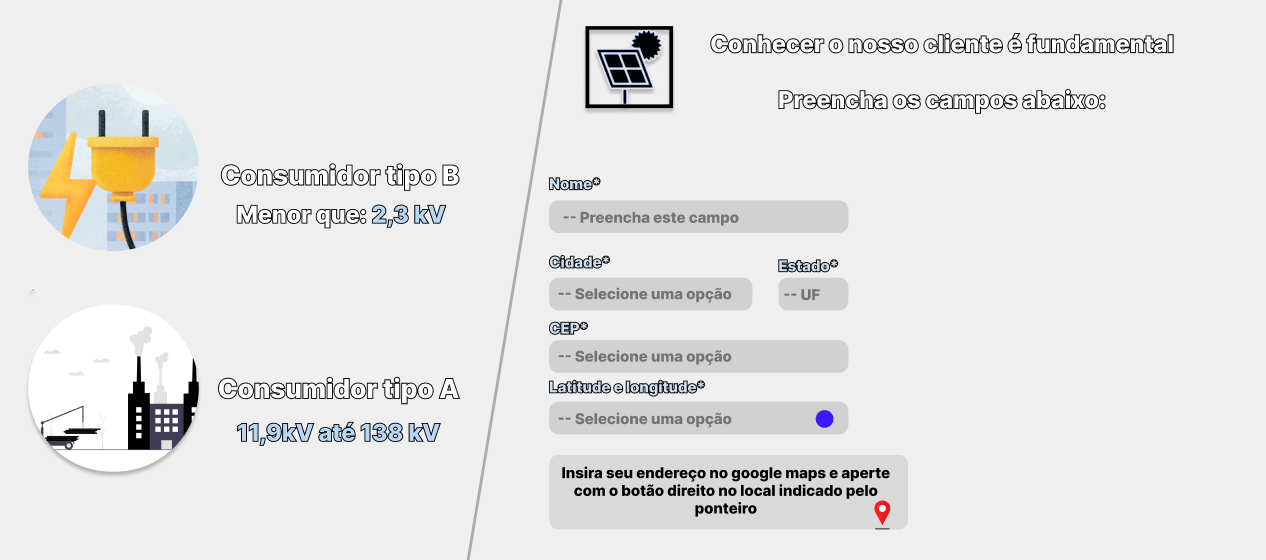 Consumidor tipo B
Menor que: 2,3 kV
Consumidor tipo A
11,9kV até 138 kV
Conhecer o nosso cliente é fundamental
Preencha os campos abaixo:
Nome*
-- Preencha este campo
Cidade*
Estado*
-- Selecione uma opção
-- UF
CEP*
-- Selecione uma opção
Latitude e longitude*
-- Selecione uma opção
Insira seu endereço no google maps e aperte
com o botão direito no local indicado pelo
ponteiro